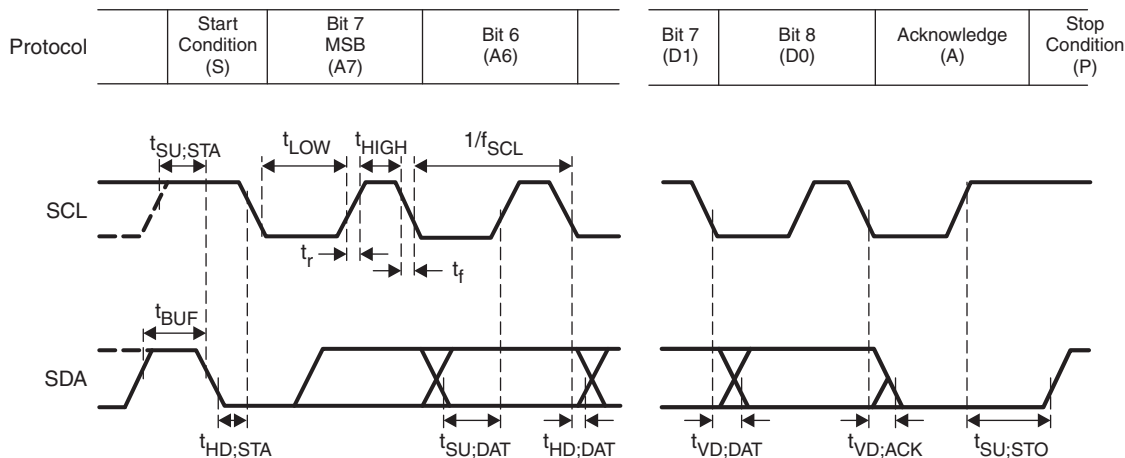 Protocol
Start
Condition
(S)
Bit 7
MSB
(A7)
Bit 6
(A6)
Bit 7
(D1)
Bit 8
(D0)
Acknowledge
(A)
Stop
Condition
(P)
tSU;STA
tLOW
tHIGH
1/fSCL
SCL
tr
tf
tBUF
SDA
tHD;STA
tSU;DAT
tHD;DAT
tVD;DAT
tVD;ACK
tSU;STO